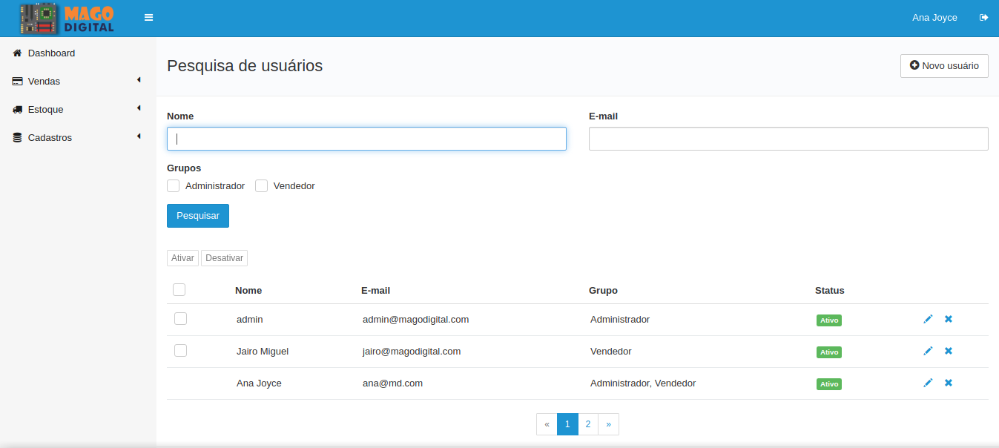 MAGO
DIGITAL
Ana Joyce
Dashboard
Vendas
Estoque
Cadastros
Pesquisa de usuários
Novo usuário
Nome
E-mail
Grupos
Administrador
Vendedor
Pesquisar
Ativar
Desativar
Nome E-mail Grupo Status
admin admin@magodigital.com Administrador Ativo
Jairo Miguel jairo@magodigital.com Vendedor Ativo
Ana Joyce ana@md.com Administrador, Vendedor Ativo
« 1 2 »